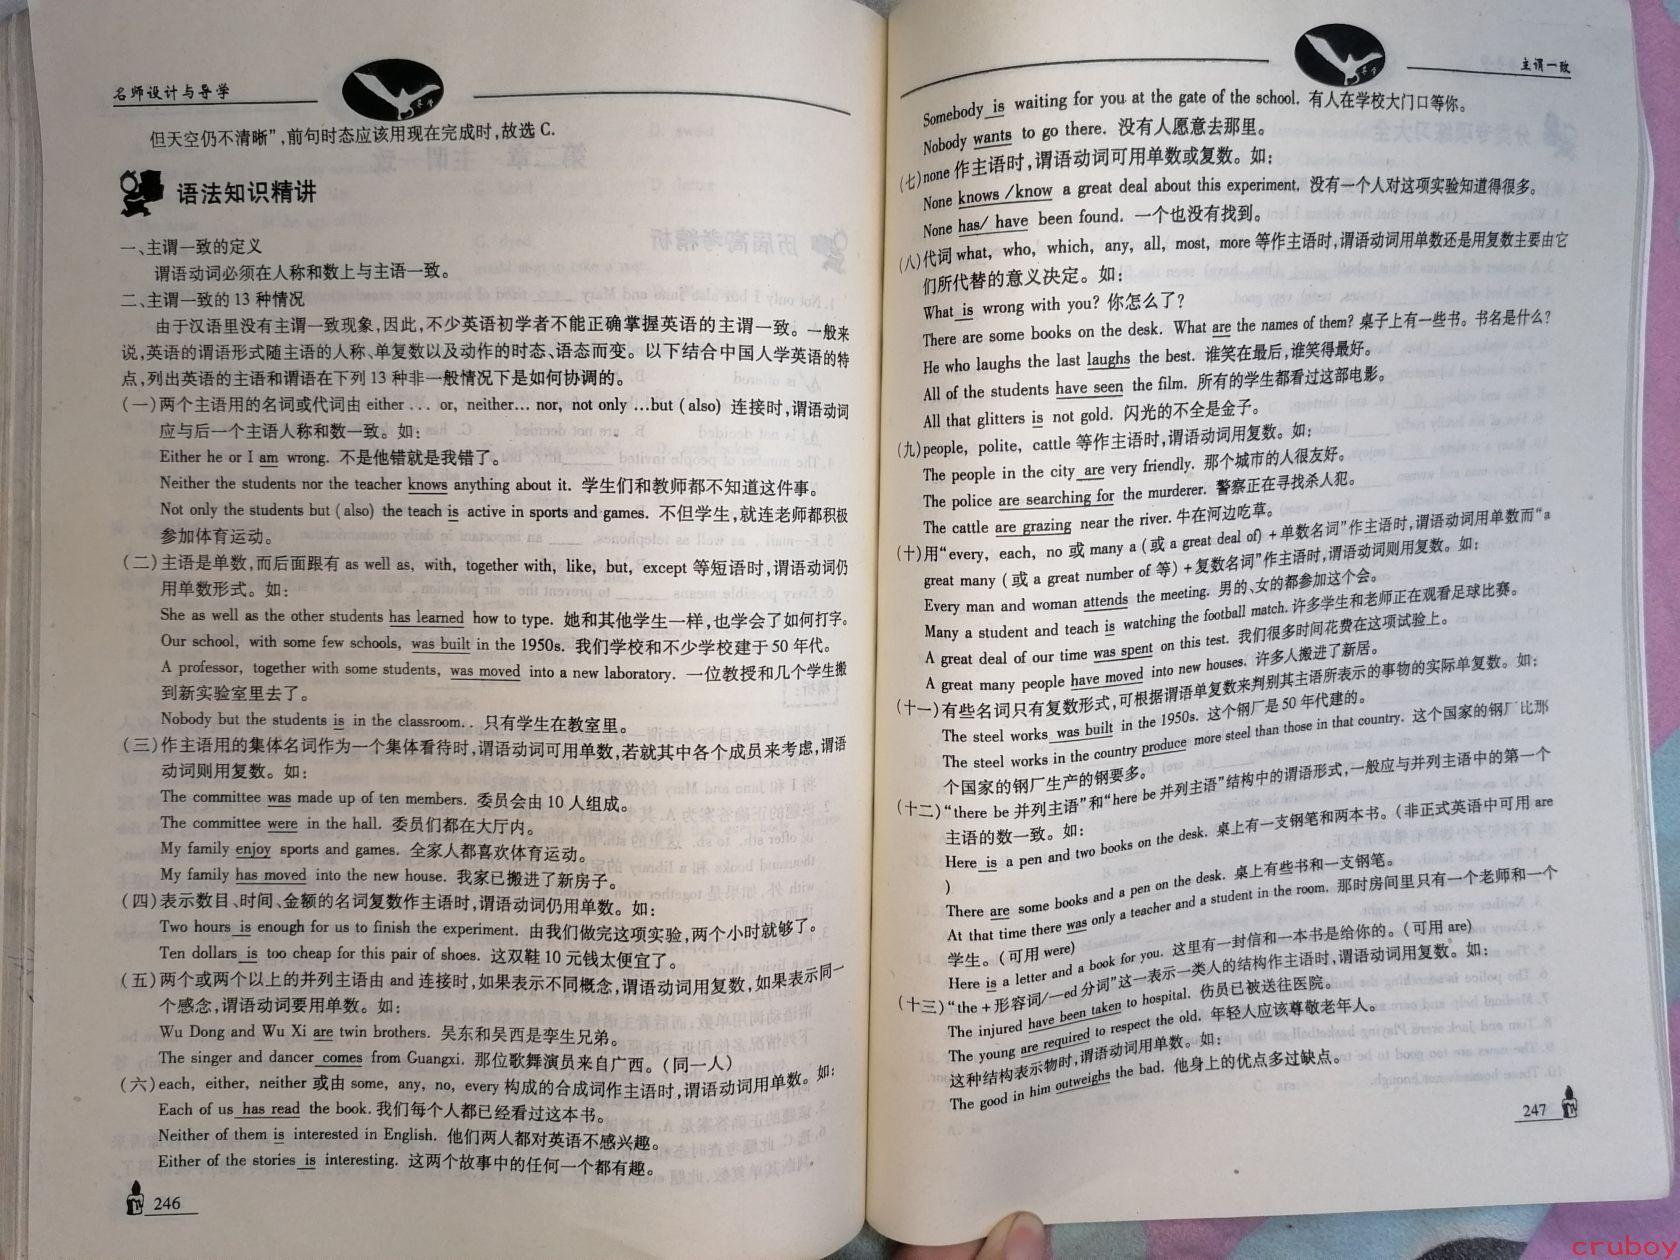 名师设计与导学
但天空仍不清晰”,前句时态应该用现在完成时,故选 C.
语法知识精讲
一、主谓一致的定义
谓语动词必须在人称和数上与主语一致。
二、主谓一致的 13 种情况
由于汉语里没有主谓一致现象,因此,不少英语初学者不能正确掌握英语的主谓一致。一般来
说,英语的谓语形式随主语的人称、单复数以及动作的时态、语态而变。以下结合中国人学英语的特
点,列出英语的主语和谓语在下列 13 种非一般情况下是如何协调的。
(一)两个主语用的名词或代词由 either . . . or, neither... nor, not only ...but ( also) 连接时,谓语动词
应与后一个主语人称和数一致。如:
Either he or I am wrong. 不是他错就是我错了。
Neither the students nor the teacher knows anything about it. 学生们和教师都不知道这件事。
Not only the students but ( also) the teach is active in sports and games. 不但学生,就连老师都积极
参加体育运动。
(二)主语是单数,而后面跟有 as well as, with, together with, like, but, except 等短语时,谓语动词仍
用单数形式。如:
She as well as the other students has learned how to type. 她和其他学生一样,也学会了如何打字。
Our school, with some few schools, was built in the 1950s. 我们学校和不少学校建于 50 年代。
A professor, together with some students, was moved into a new laboratory. 一位教授和几个学生搬
到新实验室里去了。
Nobody but the students is in the classroom. . 只有学生在教室里。
(三)作主语用的集体名词作为一个集体看待时,谓语动词可用单数,若就其中各个成员来考虑,谓语
动词则用复数。如:
The committee was made up of ten members. 委员会由 10 人组成。
The committee were in the hall. 委员们都在大厅内。
My family enjoy sports and games. 全家人都喜欢体育运动。
My family has moved into the new house. 我家已搬进了新房子。
(四)表示数目、时间、金额的名词复数作主语时,谓语动词仍用单数。如:
Two hours is enough for us to finish the experiment. 由我们做完这项实验,两个小时就够了。
Ten dollars is too cheap for this pair of shoes. 这双鞋 10 元钱太便宜了。
(五)两个或两个以上的并列主语由 and 连接时,如果表示不同概念,谓语动词用复数,如果表示同一
个感念,谓语动词要用单数。如:
Wu Dong and Wu Xi are twin brothers. 吴东和吴西是孪生兄弟。
The singer and dancer comes from Guangxi. 那位歌舞演员来自广西。(同一人)
(六)each, either, neither 或由 some, any, no, every 构成的合成词作主语时,谓语动词用单数。如:
Each of us has read the book. 我们每个人都已经看过这本书。
Neither of them is interested in English. 他们两人都对英语不感兴趣。
Either of the stories is interesting. 这两个故事中的任何一个都有趣。
246
主谓一致
Somebody is waiting for you at the gate of the school. 有人在学校大门口等你。
Nobody wants to go there. 没有人愿意去那里。
(七)none 作主语时,谓语动词可用单数或复数。如:
None knows /know a great deal about this experiment. 没有一个人对这项实验知道得很多。
None has/ have been found. 一个也没有找到。
(八)代词 what, who, which, any, all, most, more 等作主语时,谓语动词用单数还是用复数主要由它
们所代替的意义决定。如:
What is wrong with you? 你怎么了?
There are some books on the desk. What are the names of them? 桌子上有一些书。书名是什么?
He who laughs the last laughs the best. 谁笑在最后,谁笑得最好。
All of the students have seen the film. 所有的学生都看过这部电影。
All that glitters is not gold. 闪光的不全是金子。
(九)people, polite, cattle 等作主语时,谓语动词用复数。如:
The people in the city are very friendly. 那个城市的人很友好。
The police are searching for the murderer. 警察正在寻找杀人犯。
The cattle are grazing near the river. 牛在河边吃草。
(十)用“every, each, no 或 many a ( 或 a great deal of) +单数名词”作主语时,谓语动词用单数而“a
great many ( 或 a great number of 等) +复数名词”作主语时,谓语动词则用复数。如:
Every man and woman attends the meeting. 男的、女的都参加这个会。
Many a student and teach is watching the football match. 许多学生和老师正在观看足球比赛。
A great deal of our time was spent on this test. 我们很多时间花费在这项试验上。
A great many people have moved into new houses. 许多人搬进了新居。
(十一)有些名词只有复数形式,可根据谓语单复数来判别其主语所表示的事物的实际单复数。如:
The steel works was built in the 1950s. 这个钢厂是 50 年代建的。
The steel works in the country produce more steel than those in that country. 这个国家的钢厂比那
个国家的钢厂生产的钢要多。
(十二)“there be 并列主语”和“here be 并列主语”结构中的谓语形式,一般应与并列主语中的第一个
主语的数一致。如:
Here is a pen and two books on the desk. 桌上有一支钢笔和两本书。(非正式英语中可用 are
)
There are some books and a pen on the desk. 桌上有些书和一支钢笔。
At that time there was only a teacher and a student in the room. 那时房间里只有一个老师和一个
学生。(可用 were)
Here is a letter and a book for you. 这里有一封信和一本书是给你的。(可用 are)
(十三)“the + 形容词/—ed 分词”这一表示一类人的结构作主语时,谓语动词用复数。如:
The injured have been taken to hospital. 伤员已被送往医院。
The young are required to respect the old. 年轻人应该尊敬老年人。
这种结构表示物时,谓语动词用单数。如:
The good in him outweighs the bad. 他身上的优点多过缺点。
247
cruboy